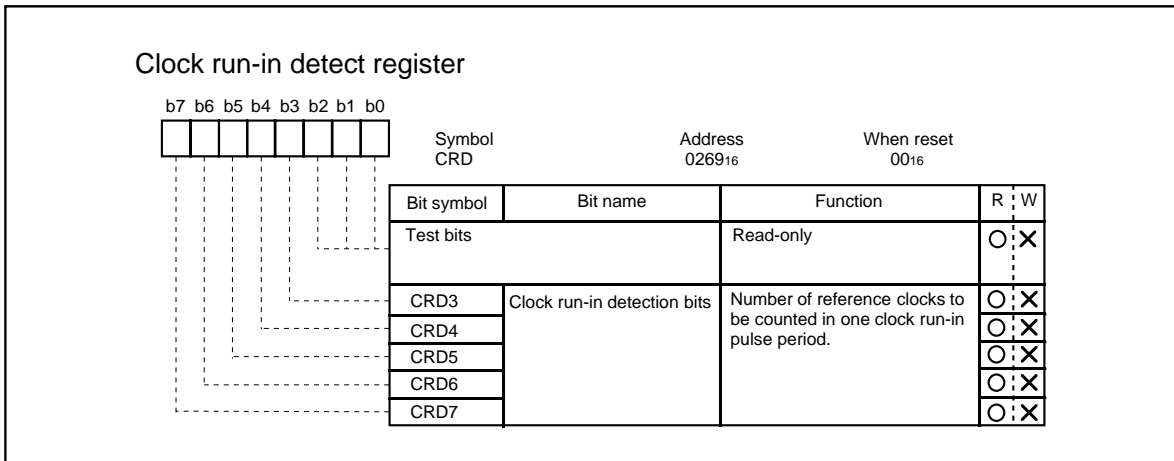 Clock run-in detect register
b7 b6 b5 b4 b3 b2 b1 b0
Symbol Address When reset
CRD 026916 0016
Bit symbol Bit name Function R W
Test bits Read-only O X
CRD3 Clock run-in detection bits Number of reference clocks to O X
CRD4 be counted in one clock run-in O X
CRD5 pulse period. O X
CRD6 O X
CRD7 O X